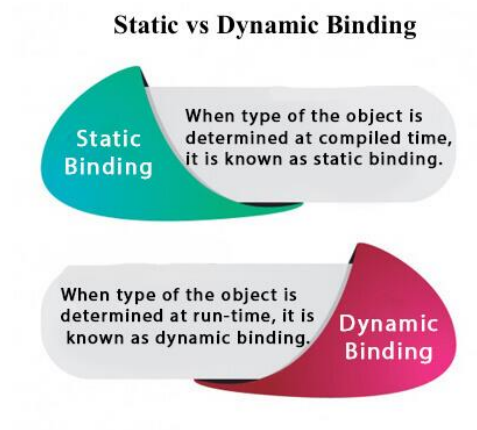 Static vs Dynamic Binding
Static
Binding
When type of the object is
determined at compiled time,
it is known as static binding.
When type of the object is
determined at run-time, it is
known as dynamic binding.
Dynamic
Binding